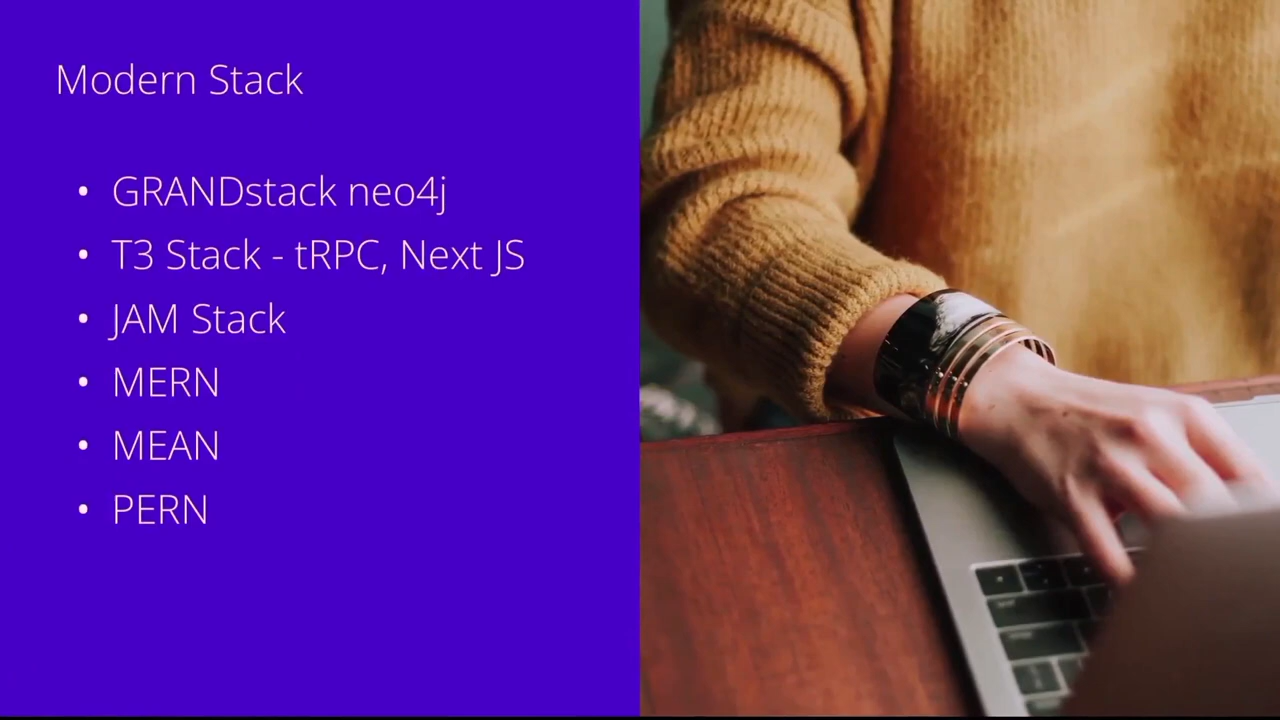 Modern Stack
• GRANDstack neo4j
• T3 Stack - tRPC, Next JS
• JAM Stack
• MERN
• MEAN
• PERN